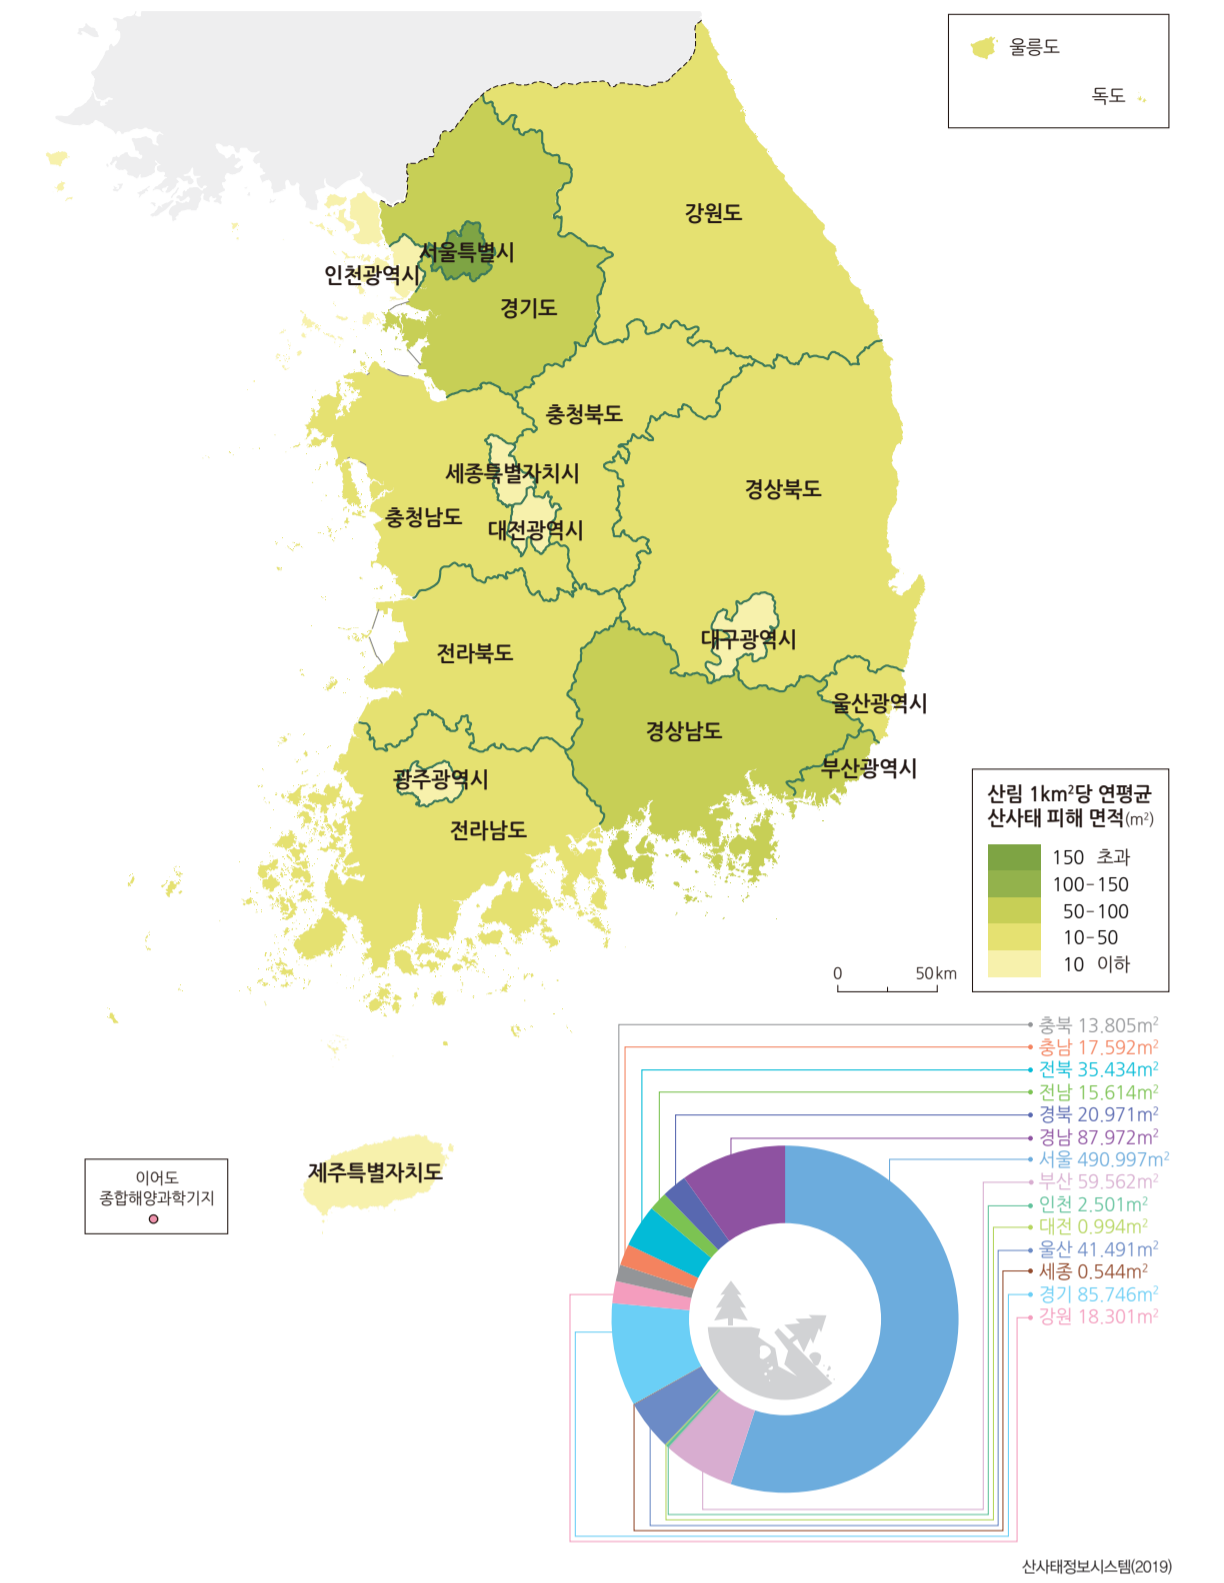 울릉도
독도
강원도
서울특별시
인천광역시
경기도
충청북도
세종특별자치시
경상북도
충청남도
대전광역시
대구광역시
전라북도
울산광역시
경상남도
부산광역시
광주광역시
전라남도
제주특별자치도
산림 1km²당 연평균
산사태 피해 면적(m²)
150 초과
100-150
50-100
10-50
10 이하
0 50km
이어도
종합해양과학기지
충북 13.805m²
충남 17.592m²
전북 35.434m²
전남 15.614m²
경북 20.971m²
경남 87.972m²
서울 490.997m²
부산 59.562m²
인천 2.501m²
대전 0.994m²
울산 41.491m²
세종 0.544m²
경기 85.746m²
강원 18.301m²
산사태정보시스템(2019)